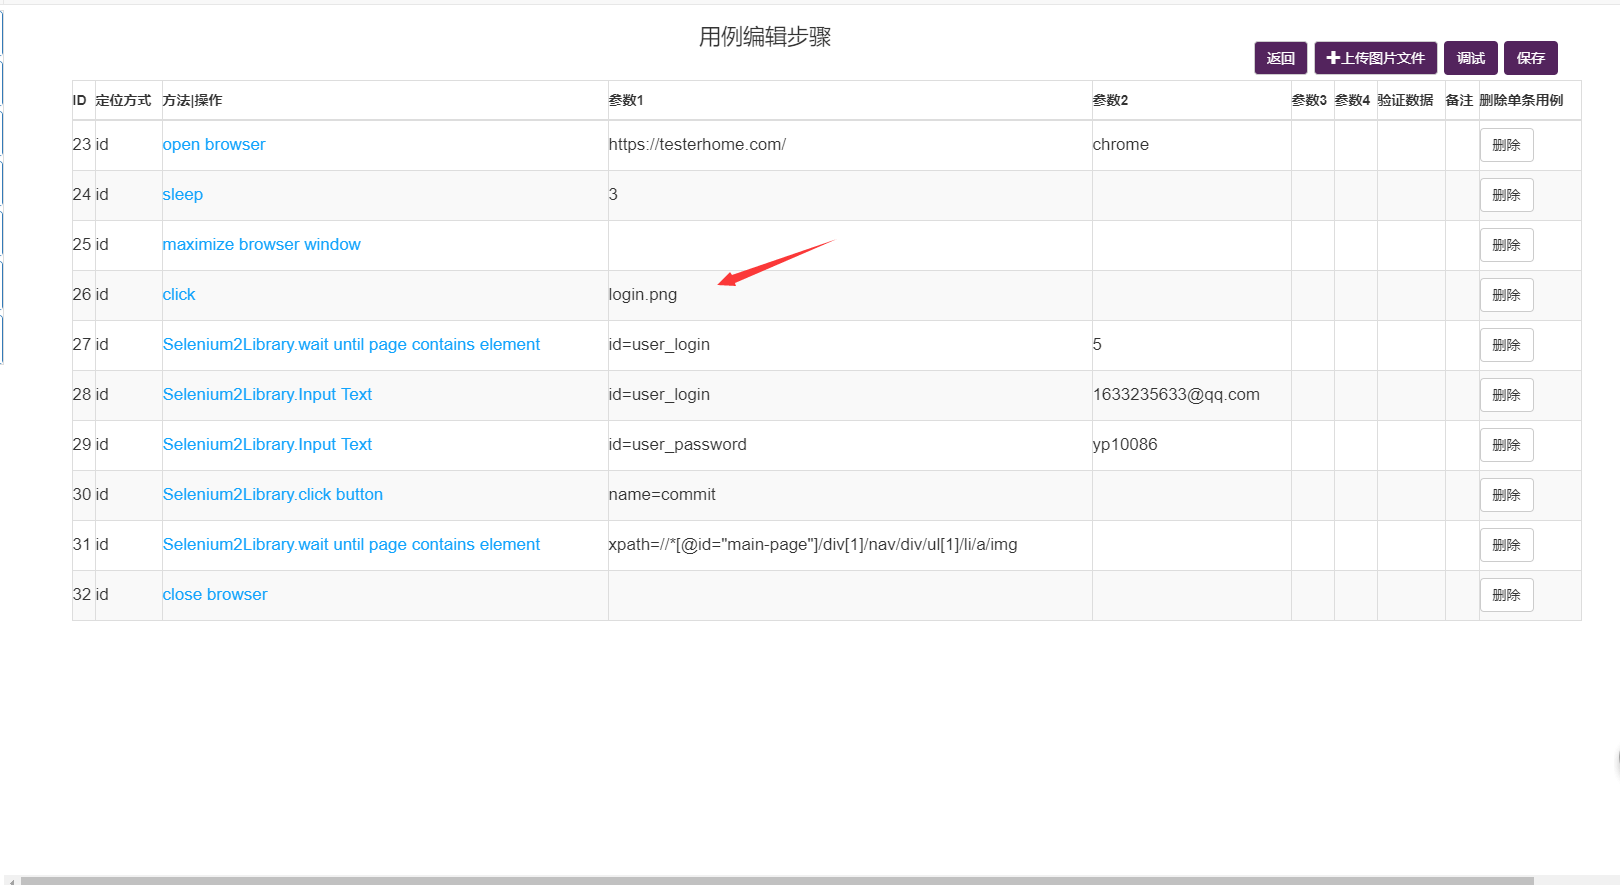 用例编辑步骤
返回 ✚上传图片文件 调试 保存
ID 定位方式 方法|操作 参数1 参数2 参数3 参数4 验证数据 备注 删除单条用例
23 id open browser https://testerhome.com/ chrome 删除
24 id sleep 3 删除
25 id maximize browser window 删除
26 id click login.png 删除
27 id Selenium2Library.wait until page contains element id=user_login 5 删除
28 id Selenium2Library.Input Text id=user_login 1633235633@qq.com 删除
29 id Selenium2Library.Input Text id=user_password yp10086 删除
30 id Selenium2Library.click button name=commit 删除
31 id Selenium2Library.wait until page contains element xpath=//*[@id="main-page"]/div[1]/nav/div/ul[1]/li/a/img 删除
32 id close browser 删除